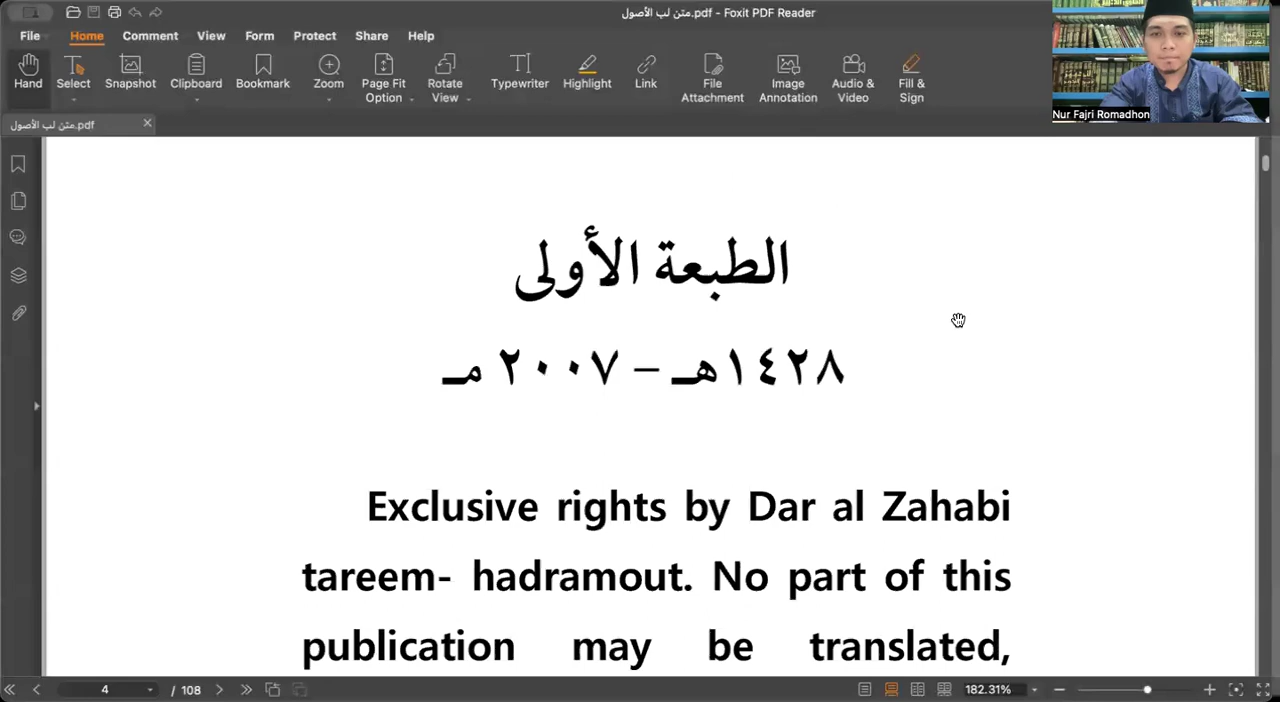 متن لب الأصول.pdf - Foxit PDF Reader
File Home Comment View Form Protect Share Help
Hand Select Snapshot Clipboard Bookmark Zoom Page Fit Option Rotate View Typewriter Highlight Link File Attachment Image Annotation Audio & Video Fill & Sign
Nur Fajri Romadhon
متن لب الأصول.pdf
الطبعة الأولى
١٤٢٨هـ – ٢٠٠٧ مـ
Exclusive rights by Dar al Zahabi
tareem- hadramout. No part of this
publication may be translated,
4 / 108 182.31%